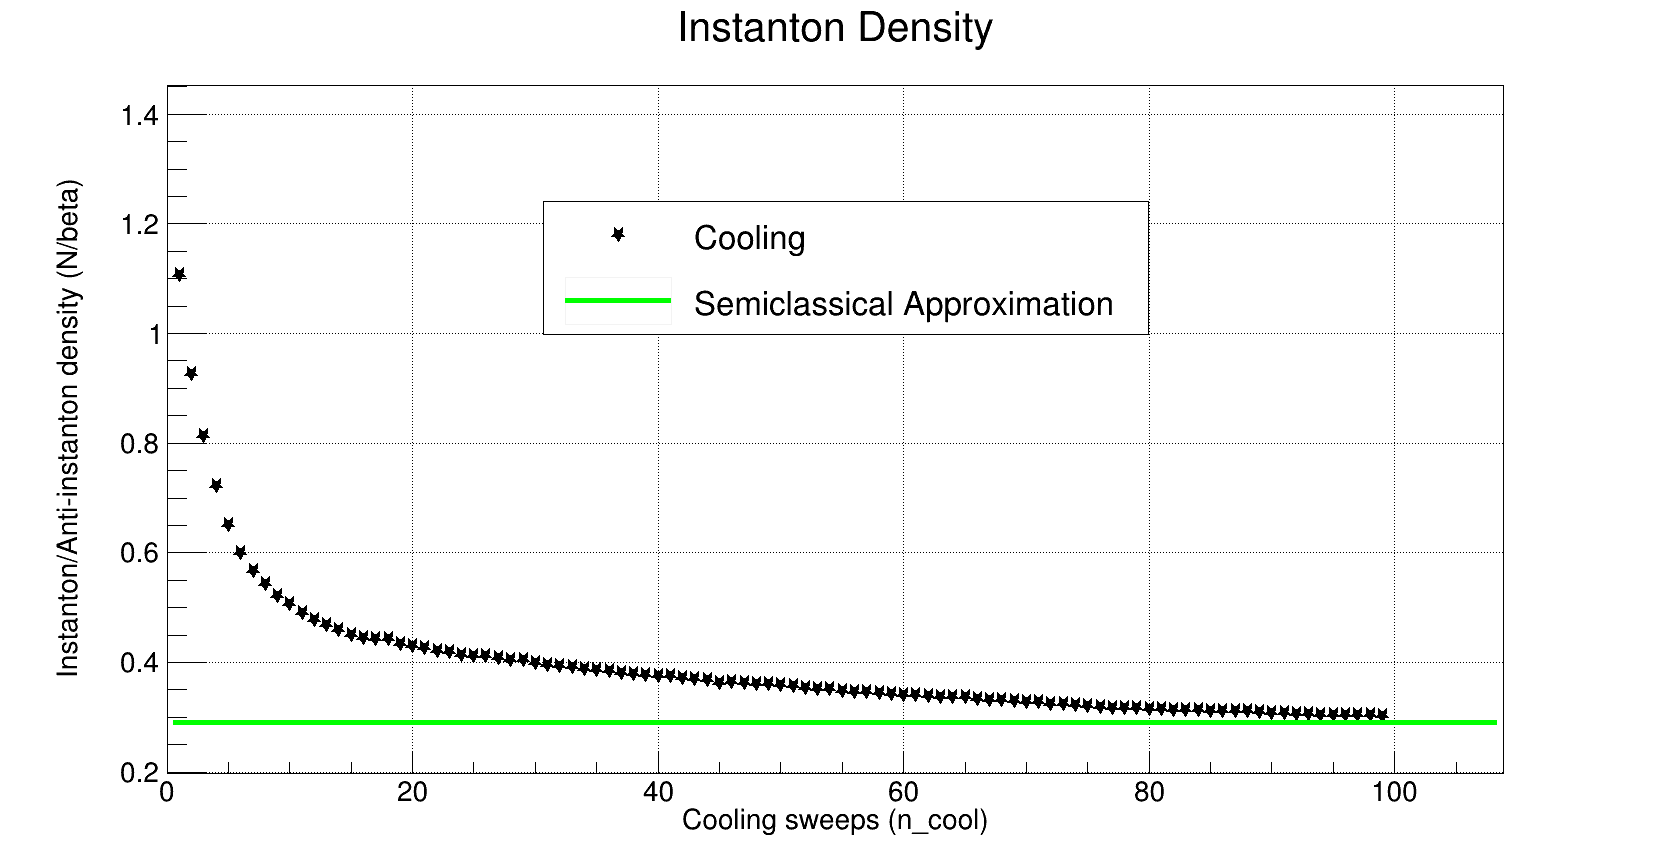 Instanton Density
Instanton/Anti-instanton density (N/beta)
1.4
1.2
1
0.8
0.6
0.4
0.2
Cooling
Semiclassical Approximation
0 20 40 60 80 100
Cooling sweeps (n_cool)